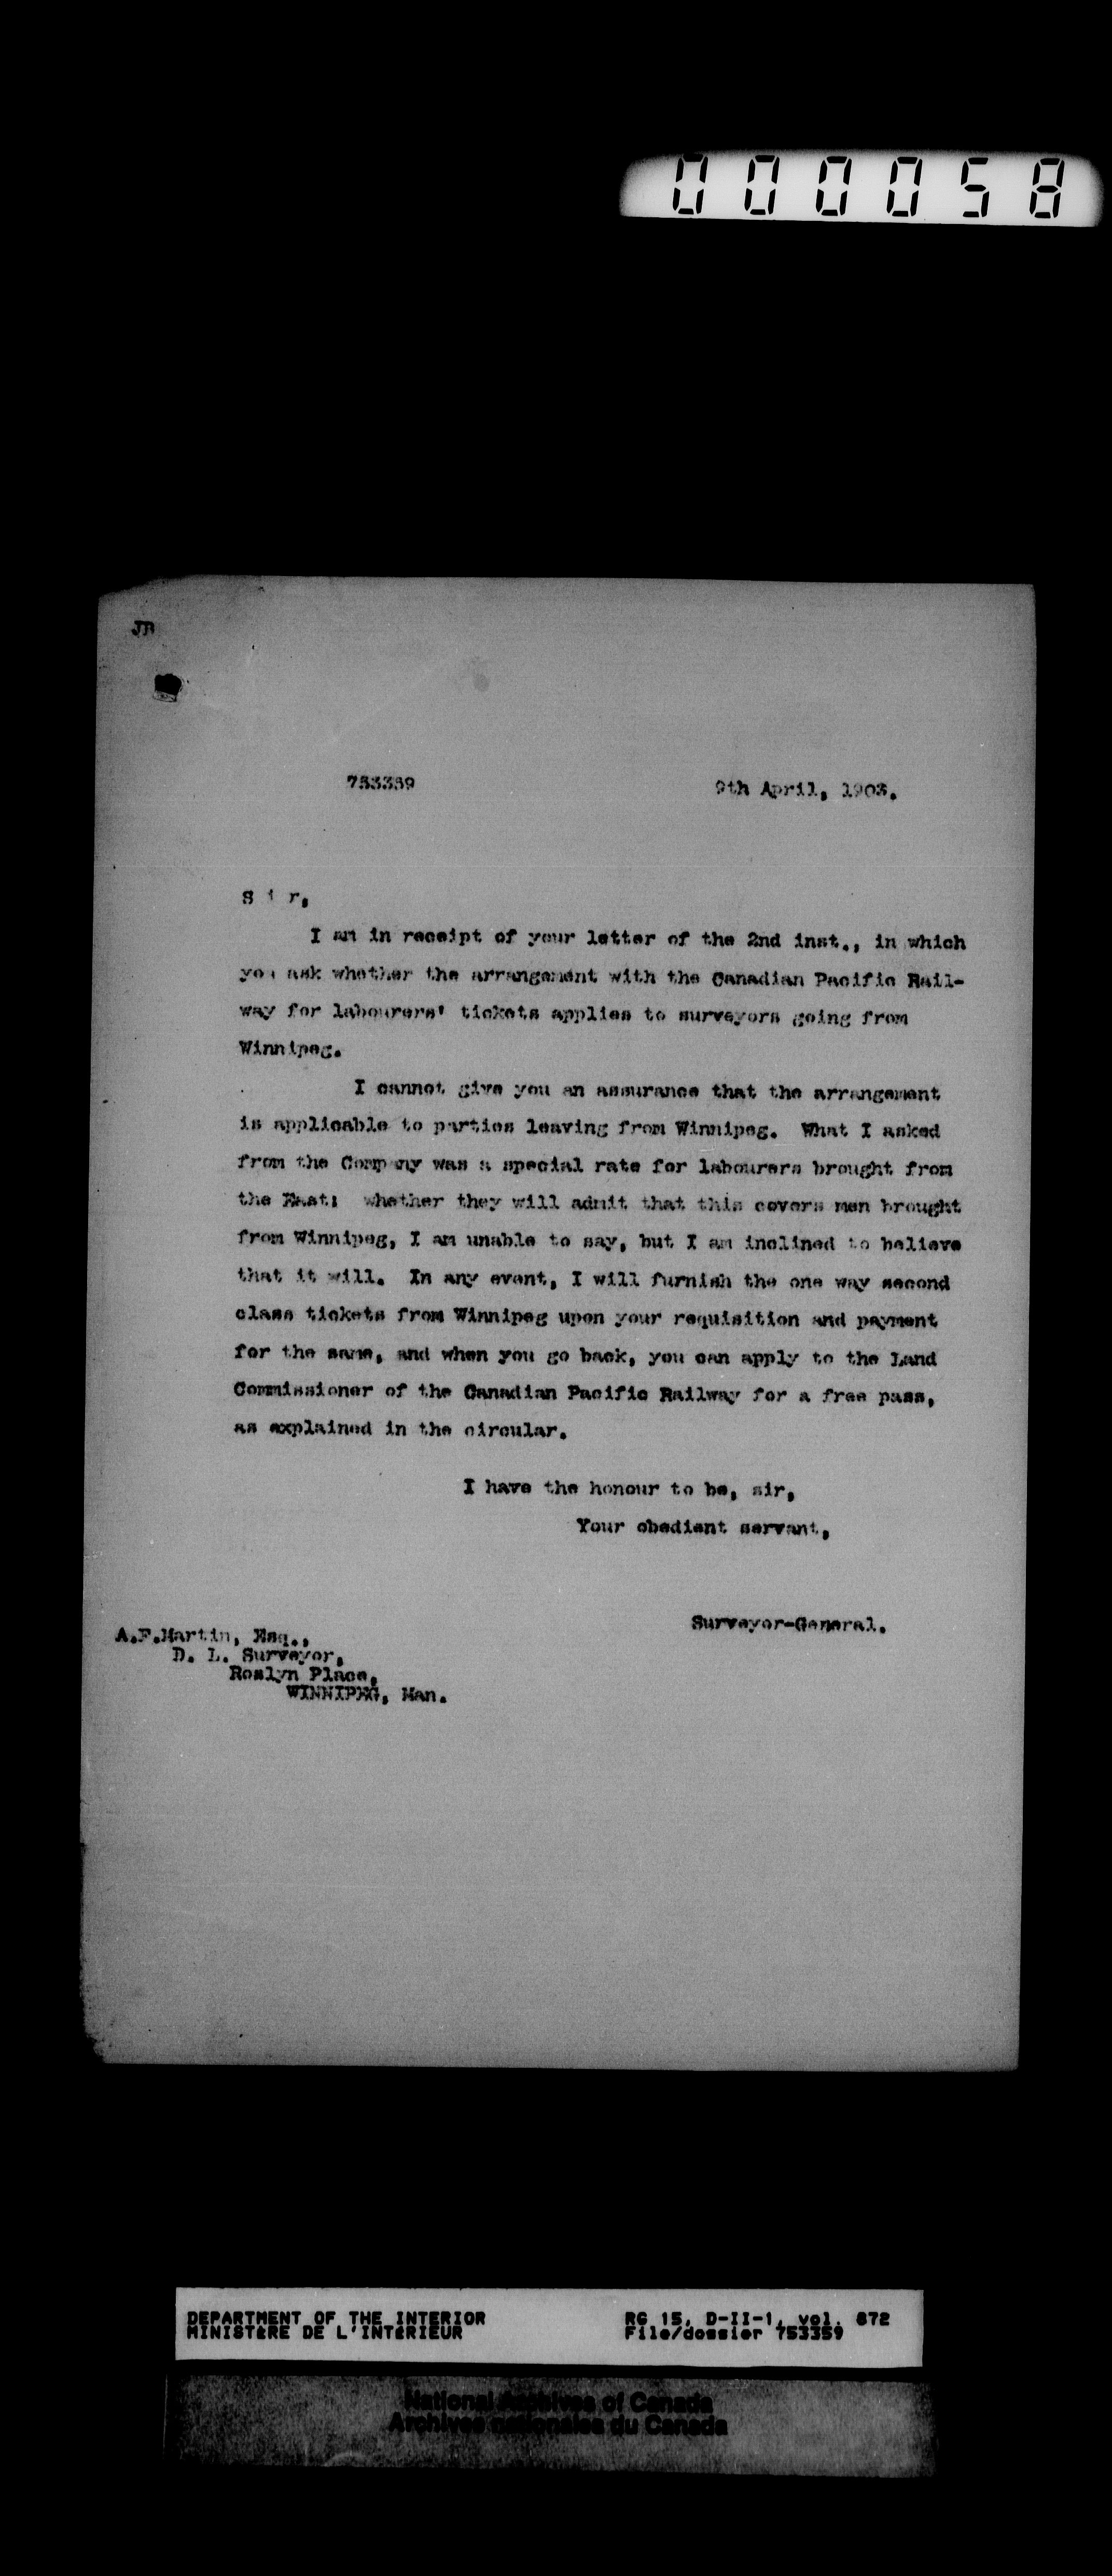 000058
JB
753359
9th April, 1903.
S i r,
I am in receipt of your letter of the 2nd inst., in which
you ask whether the arrangement with the Canadian Pacific Rail-
way for labourers' tickets applies to surveyors going from
Winnipeg.
I cannot give you an assurance that the arrangement
is applicable to parties leaving from Winnipeg. What I asked
from the Company was a special rate for labourers brought from
the East: whether they will admit that this covers men brought
from Winnipeg, I am unable to say, but I am inclined to believe
that it will. In any event, I will furnish the one way second
class tickets from Winnipeg upon your requisition and payment
for the same, and when you go back, you can apply to the Land
Commissioner of the Canadian Pacific Railway for a free pass,
as explained in the circular.
I have the honour to be, sir,
Your obedient servant,
Surveyor-General.
A.F.Martin, Esq.,
D. L. Surveyor,
Roslyn Place,
WINNIPEG, Man.
DEPARTMENT OF THE INTERIOR
MINISTÈRE DE L'INTÉRIEUR
RG 15, D-II-1, vol. 872
File/dossier 753359
National Archives of Canada
Archives nationales du Canada